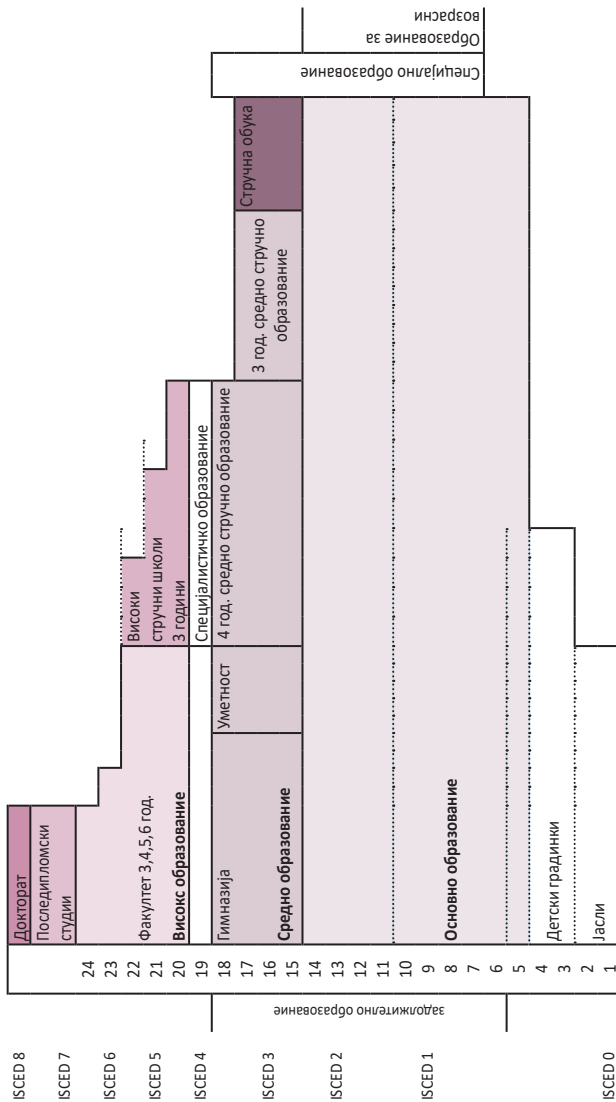 ISCED 8
ISCED 7
ISCED 6
ISCED 5
ISCED 4
ISCED 3
ISCED 2
ISCED 1
ISCED 0
задолжително образование
24
23
22
21
20
19
18
17
16
15
14
13
12
11
10
9
8
7
6
5
4
3
2
1
Докторат
Последипломски
студии
Факултет 3,4,5,6 год.
Високс образование
Високи
стручни школи
3 години
Специјалистичко образование
Гимназија
Средно образование
Уметност
4 год. средно стручно образование
3 год. средно стручно
образование
Стручна обука
Основно образование
Детски градинки
Јасли
Специјално образование
Образование за
возрасни